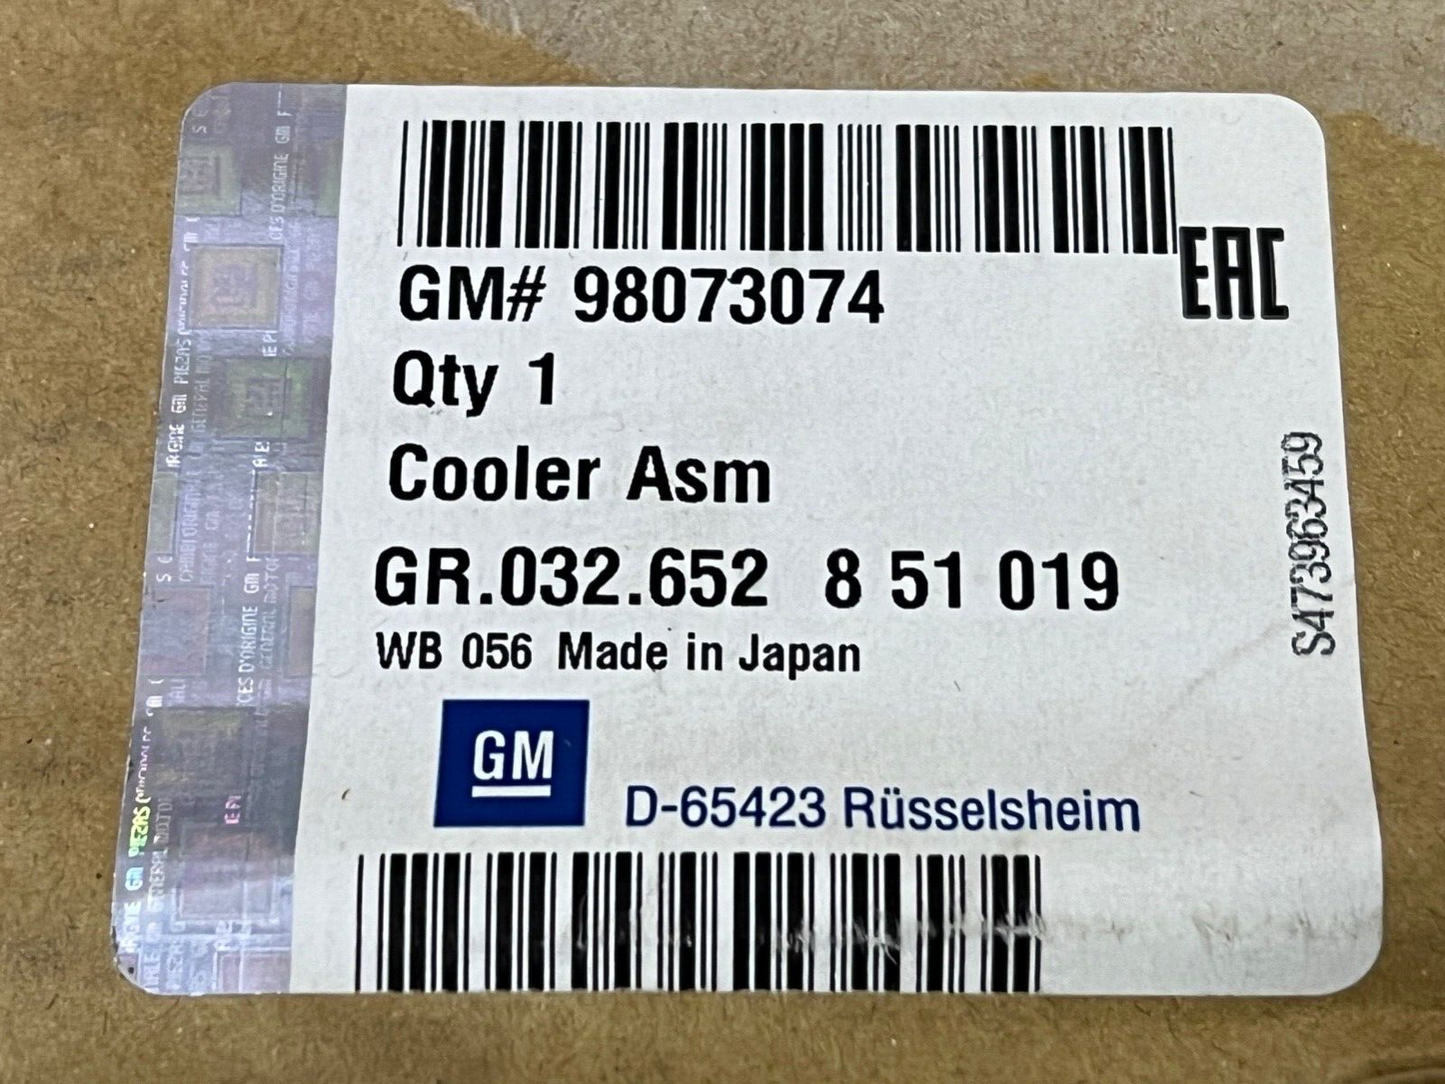 GM# 98073074
EAC
Qty 1
Cooler Asm
GR.032.652 8 51 019
WB 056 Made in Japan
GM
D-65423 Rüsselsheim
S473963459